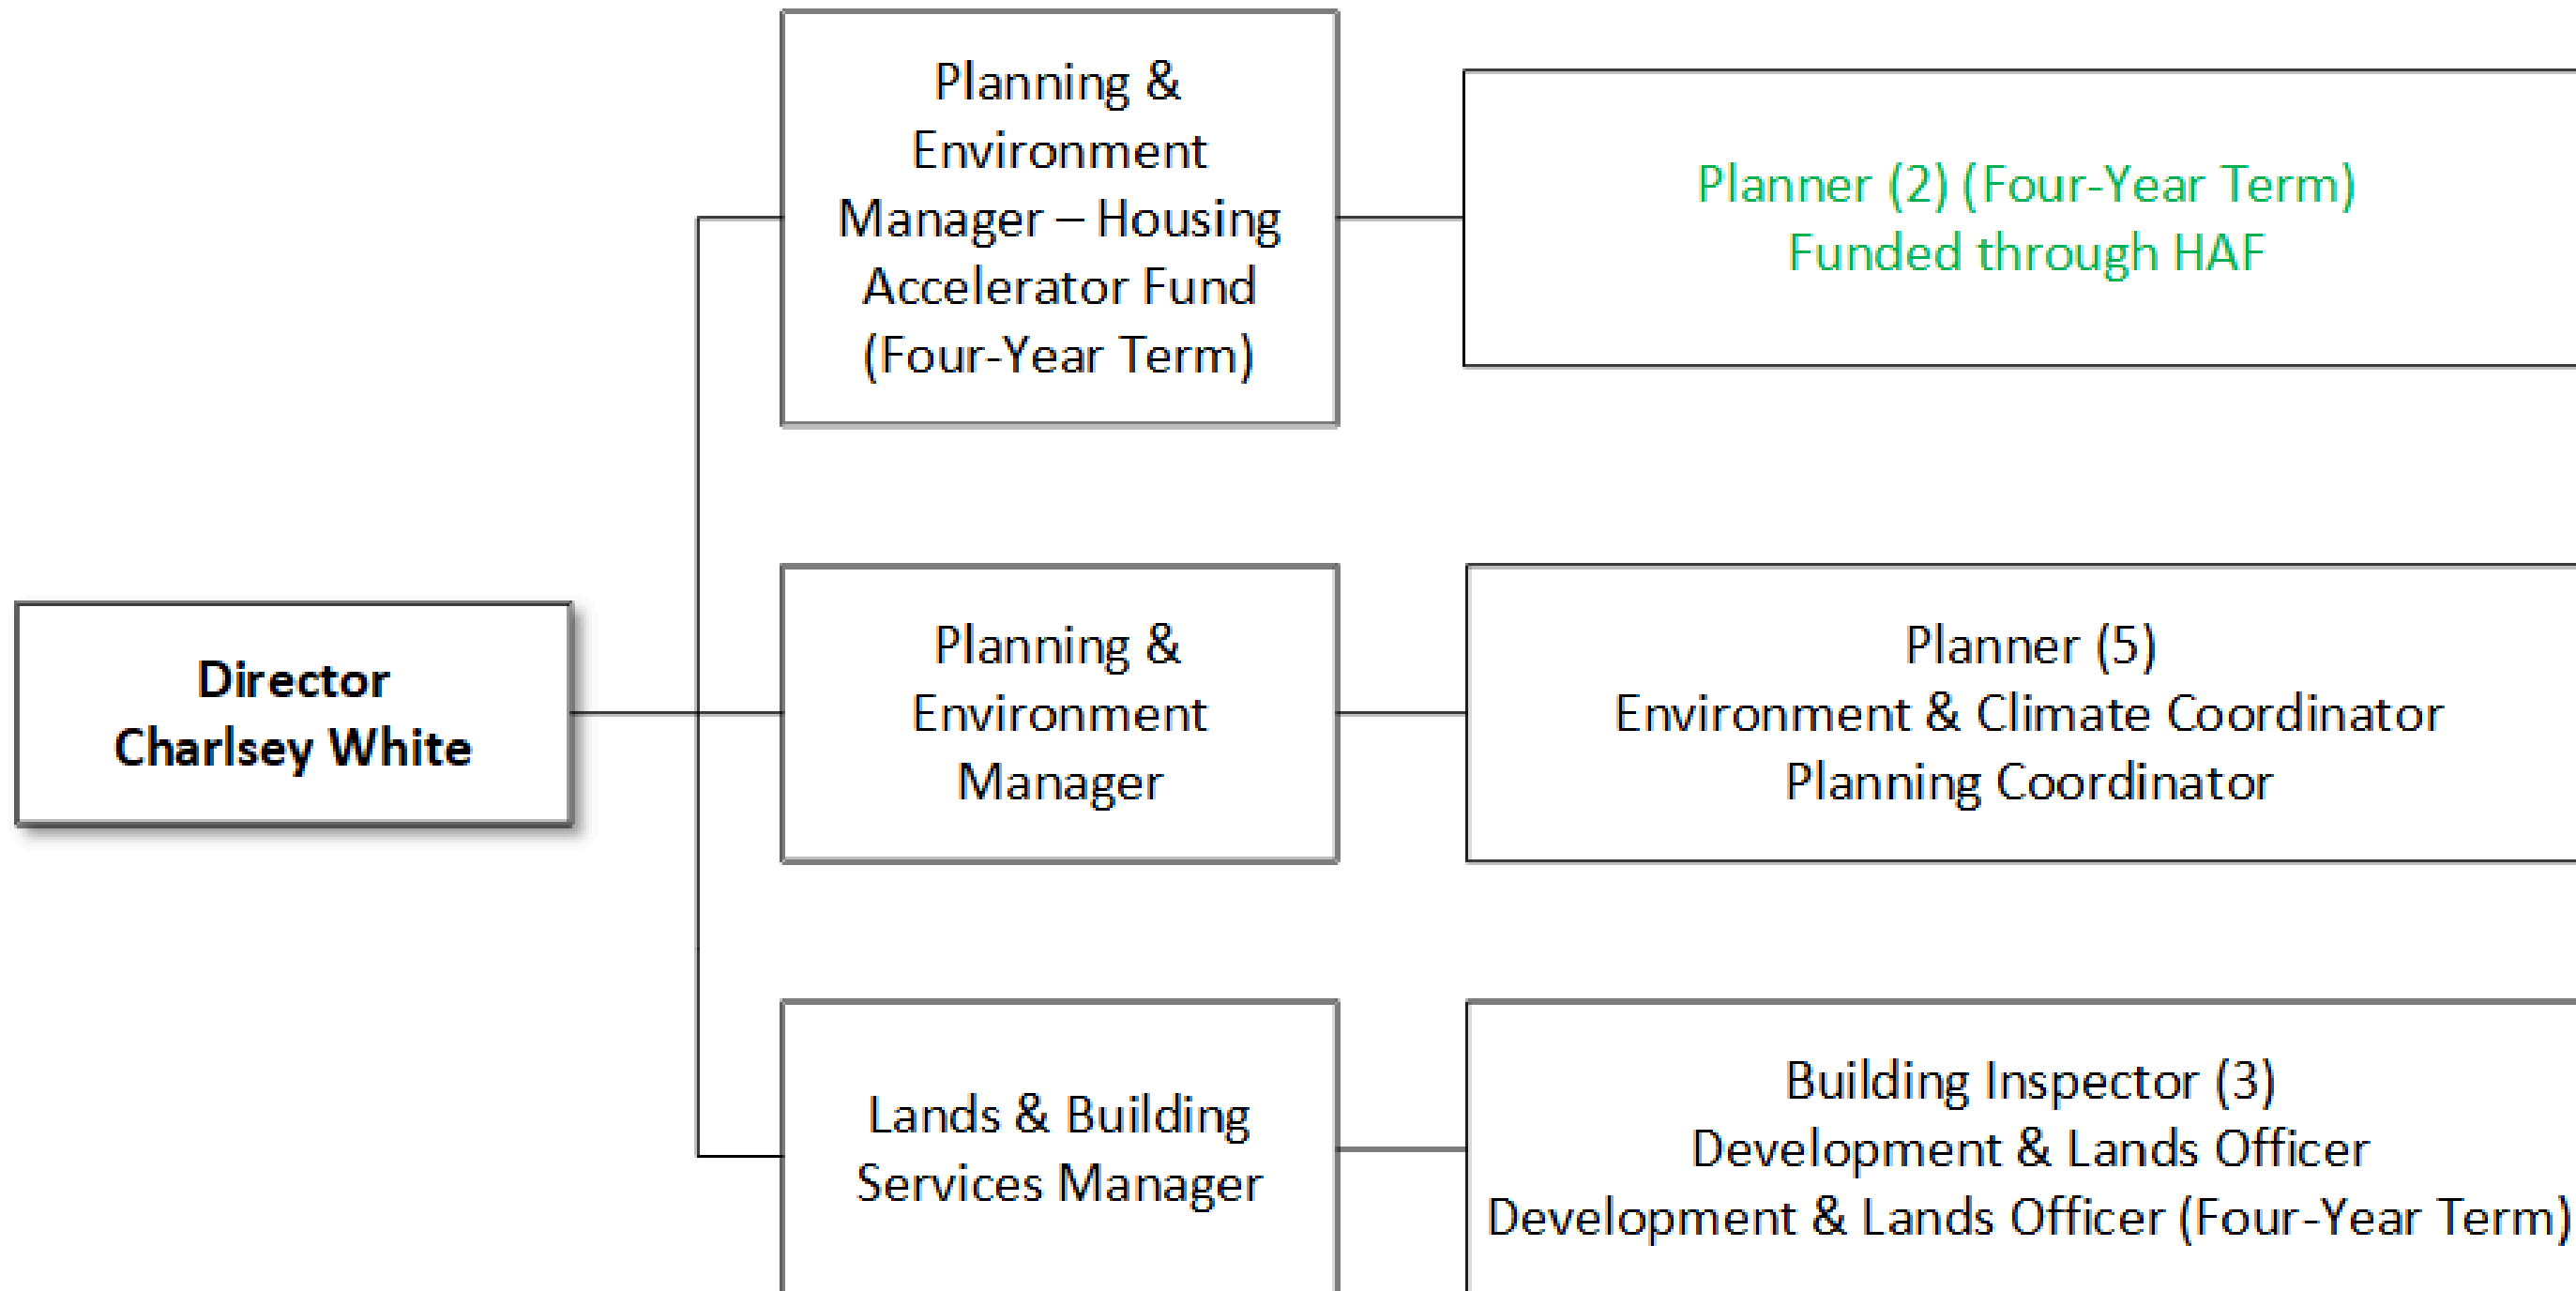 Planning &
Environment
Manager – Housing
Accelerator Fund
(Four-Year Term)
Planner (2) (Four-Year Term)
Funded through HAF
Director
Charlsey White
Planning &
Environment
Manager
Planner (5)
Environment & Climate Coordinator
Planning Coordinator
Lands & Building
Services Manager
Building Inspector (3)
Development & Lands Officer
Development & Lands Officer (Four-Year Term)